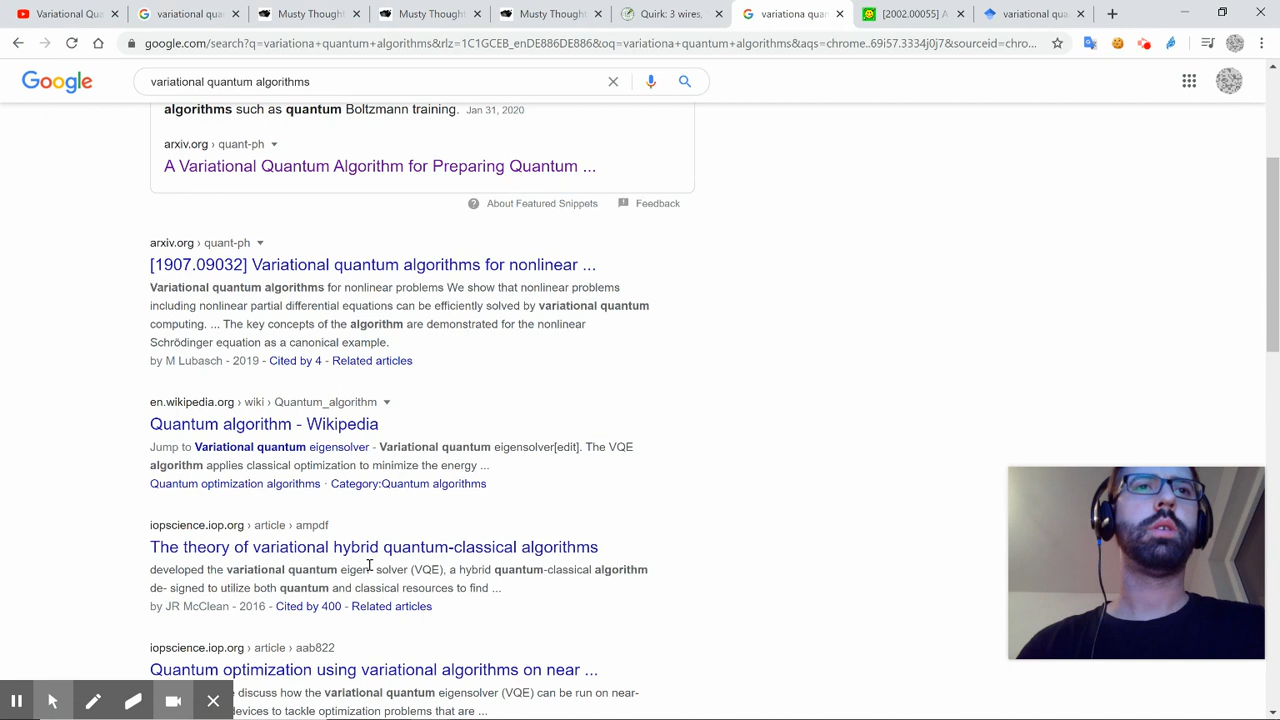 Variational Qu
variational qu
Musty Though
Musty Though
Musty Though
Quirk: 3 wires,
variationa qua
[2002.00055] A
variational qua
google.com/search?q=variationa+quantum+algorithms&rlz=1C1GCEB_enDE886DE886&oq=variationa+quantum+algorithms&aqs=chrome..69i57.3334j0j7&sourceid=chro...
Google
variational quantum algorithms
algorithms such as quantum Boltzmann training. Jan 31, 2020
arxiv.org › quant-ph
A Variational Quantum Algorithm for Preparing Quantum ...
About Featured Snippets
Feedback
arxiv.org › quant-ph
[1907.09032] Variational quantum algorithms for nonlinear ...
Variational quantum algorithms for nonlinear problems We show that nonlinear problems
including nonlinear partial differential equations can be efficiently solved by variational quantum
computing. ... The key concepts of the algorithm are demonstrated for the nonlinear
Schrödinger equation as a canonical example.
by M Lubasch - 2019 - Cited by 4 - Related articles
en.wikipedia.org › wiki › Quantum_algorithm
Quantum algorithm - Wikipedia
Jump to Variational quantum eigensolver - Variational quantum eigensolver[edit]. The VQE
algorithm applies classical optimization to minimize the energy ...
Quantum optimization algorithms · Category:Quantum algorithms
iopscience.iop.org › article › ampdf
The theory of variational hybrid quantum-classical algorithms
developed the variational quantum eigen- solver (VQE), a hybrid quantum-classical algorithm
de- signed to utilize both quantum and classical resources to find ...
by JR McClean - 2016 - Cited by 400 - Related articles
iopscience.iop.org › article › aab822
Quantum optimization using variational algorithms on near ...
discuss how the variational quantum eigensolver (VQE) can be run on near-
devices to tackle optimization problems that are ...